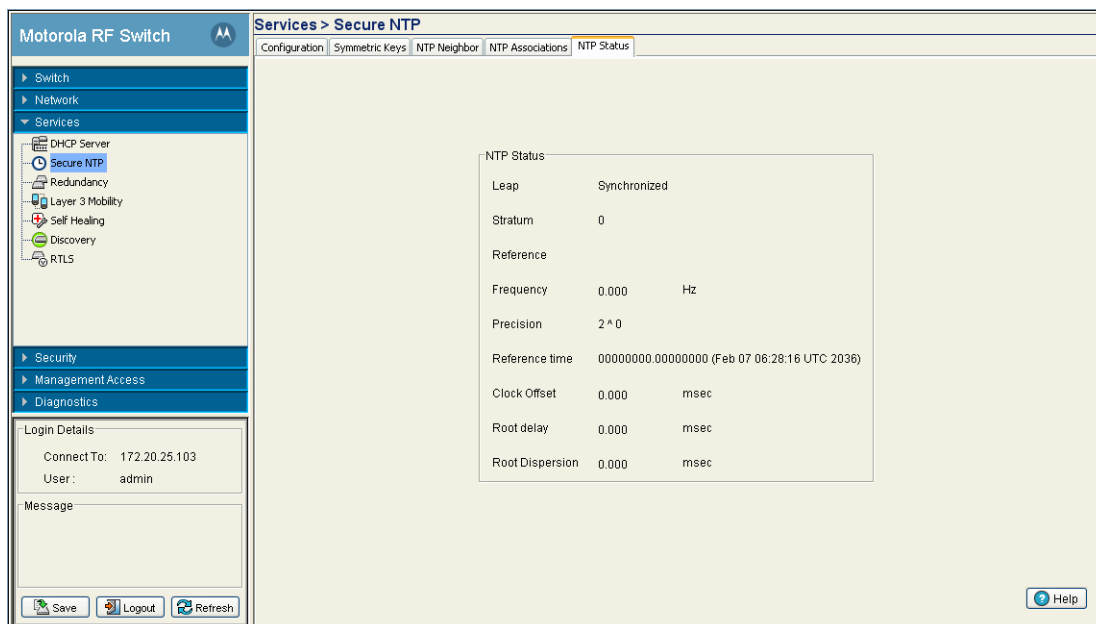 Motorola RF Switch
Services > Secure NTP
Configuration Symmetric Keys NTP Neighbor NTP Associations NTP Status
Switch
Network
Services
DHCP Server
Secure NTP
Redundancy
Layer 3 Mobility
Self Healing
Discovery
RTLS
Security
Management Access
Diagnostics
Login Details
Connect To: 172.20.25.103
User : admin
Message
Save Logout Refresh
NTP Status
Leap Synchronized
Stratum 0
Reference
Frequency 0.000 Hz
Precision 2 ^ 0
Reference time 00000000.00000000 (Feb 07 06:28:16 UTC 2036)
Clock Offset 0.000 msec
Root delay 0.000 msec
Root Dispersion 0.000 msec
Help